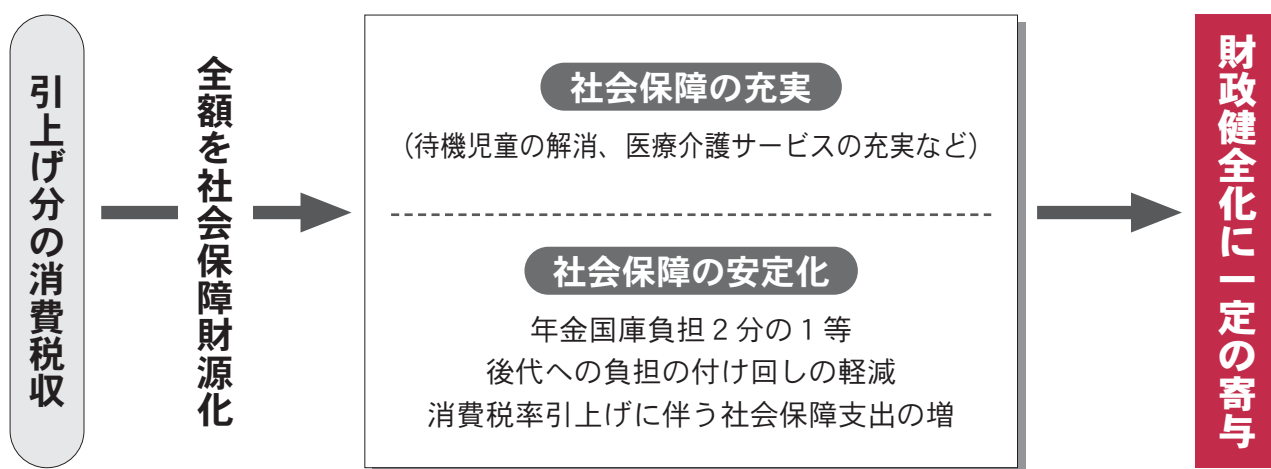 引上げ分の消費税収
全額を社会保障財源化
社会保障の充実
(待機児童の解消、医療介護サービスの充実など)
社会保障の安定化
年金国庫負担2分の1等
後代への負担の付け回しの軽減
消費税率引上げに伴う社会保障支出の増
財政健全化に一定の寄与